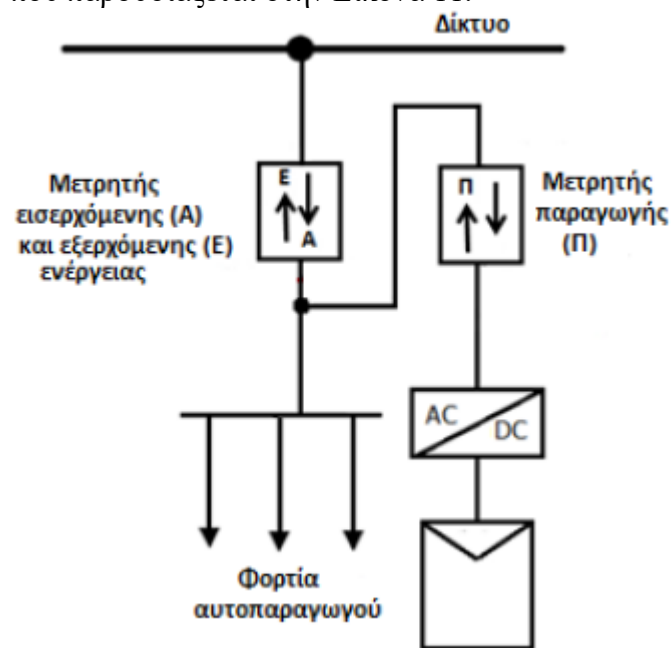 Δίκτυο
Μετρητής
εισερχόμενης (Α)
και εξερχόμενης (Ε)
ενέργειας
Ε
Α
Π
Μετρητής
παραγωγής
(Π)
AC
DC
Φορτία
αυτοπαραγωγού